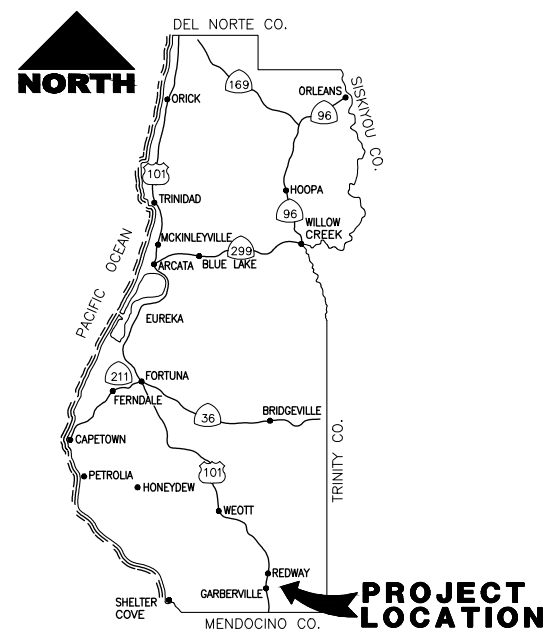 DEL NORTE CO.
NORTH
169
ORLEANS
ORICK
96
SISKIYOU CO.
101
HOOPA
TRINIDAD
96
WILLOW
CREEK
MCKINLEYVILLE
299
ARCATA
BLUE LAKE
PACIFIC OCEAN
EUREKA
211
FORTUNA
FERNDALE
36
BRIDGEVILLE
CAPETOWN
TRINITY CO.
PETROLIA
101
HONEYDEW
WEOTT
REDWAY
GARBERVILLE
PROJECT
LOCATION
SHELTER
COVE
MENDOCINO CO.